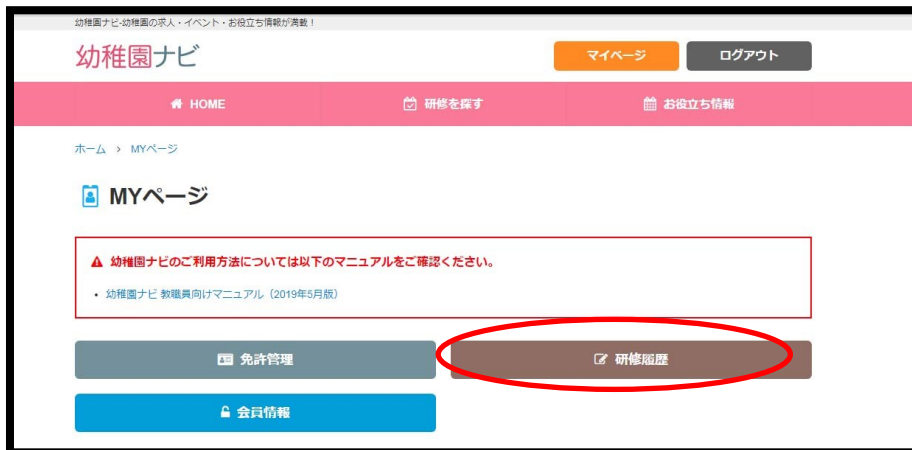 幼稚園ナビ-幼稚園の求人・イベント・お役立ち情報が満載！
幼稚園ナビ
マイページ
ログアウト
HOME
研修を探す
お役立ち情報
ホーム › MYページ
MYページ
幼稚園ナビのご利用方法については以下のマニュアルをご確認ください。
• 幼稚園ナビ 教職員向けマニュアル（2019年5月版）
免許管理
研修履歴
会員情報